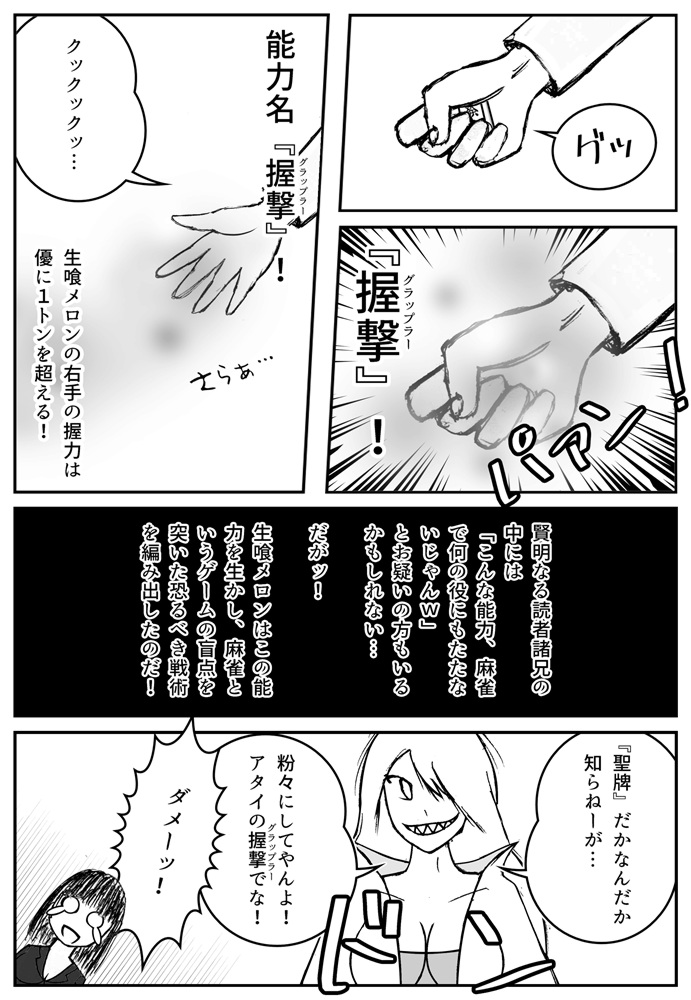 グッ
『握撃』！
グラップラー
パァン！
能力名
『握撃』！
グラップラー
クックックッ…
さらぁ…
生喰メロンの右手の握力は
優に１トンを超える！
賢明なる読者諸兄の
中には
「こんな能力、麻雀
で何の役にもたたな
いじゃんｗ」
とお疑いの方もいる
かもしれない…
だがッ！
生喰メロンはこの能
力を生かし、麻雀と
いうゲームの盲点を
突いた恐るべき戦術
を編み出したのだ！
『聖牌』だかなんだか
知らねーが…
粉々にしてやんよ！
アタイの握撃でな！
グラップラー
ドン！
ダメーッ！